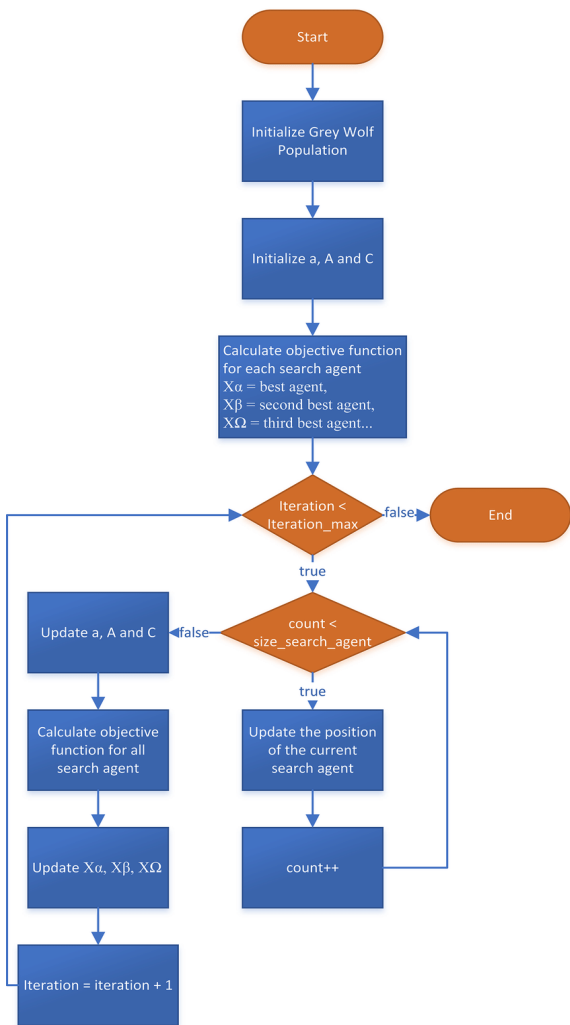 Start
Initialize Grey Wolf
Population
Initialize a, A and C
Calculate objective function
for each search agent
Xα = best agent,
Xβ = second best agent,
XΩ = third best agent...
Iteration <
Iteration_max
false
End
true
count <
size_search_agent
false
Update a, A and C
true
Calculate objective
function for all
search agent
Update the position
of the current
search agent
Update Xα, Xβ, XΩ
count++
Iteration = iteration + 1